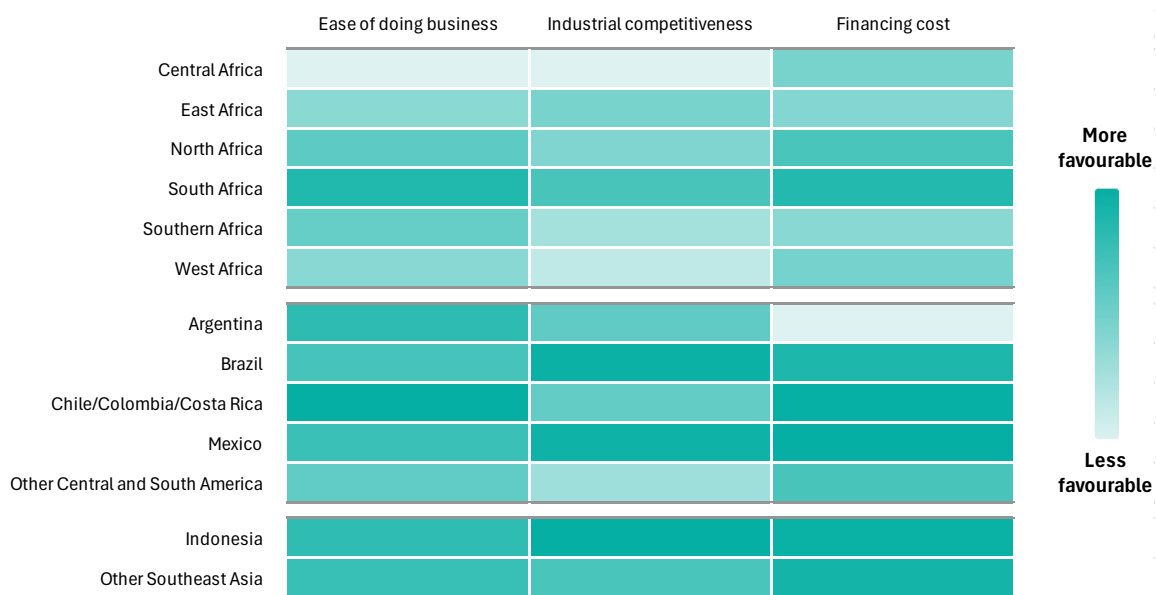 Ease of doing business
Industrial competitiveness
Financing cost
Central Africa
East Africa
North Africa
South Africa
Southern Africa
West Africa
Argentina
Brazil
Chile/Colombia/Costa Rica
Mexico
Other Central and South America
Indonesia
Other Southeast Asia
More
favourable
Less
favourable